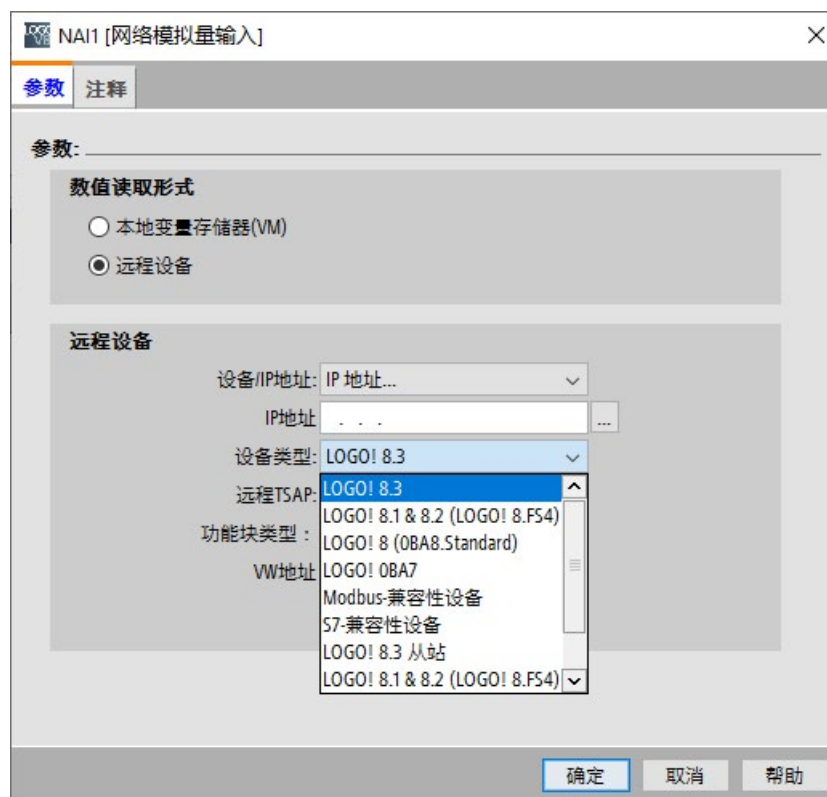 NAI1 [网络模拟量输入]
参数 注释
参数:
数值读取形式
本地变量存储器(VM)
远程设备
远程设备
设备/IP地址: IP 地址...
IP地址 . . . ...
设备类型: LOGO! 8.3
远程TSAP: LOGO! 8.3
LOGO! 8.1 & 8.2 (LOGO! 8.FS4)
功能块类型：
LOGO! 8 (0BA8.Standard)
VW地址 LOGO! 0BA7
Modbus-兼容性设备
S7-兼容性设备
LOGO! 8.3 从站
LOGO! 8.1 & 8.2 (LOGO! 8.FS4)
确定 取消 帮助